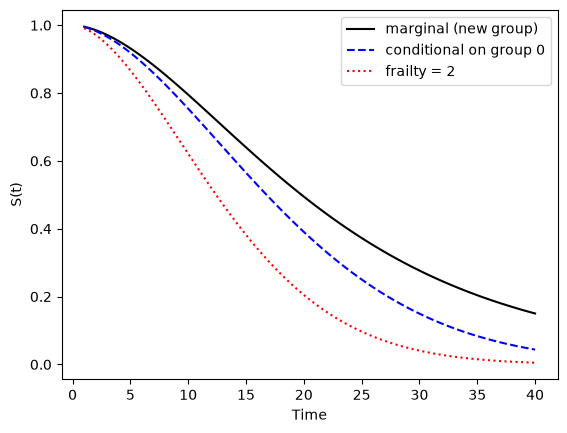 marginal (new group)
conditional on group 0
frailty = 2
S(t)
1.0
0.8
0.6
0.4
0.2
0.0
0 5 10 15 20 25 30 35 40
Time